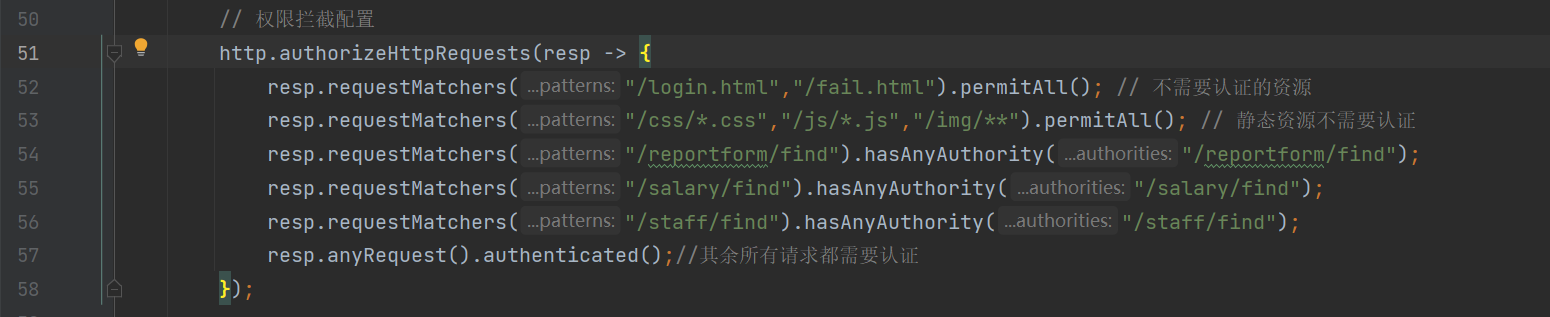 50 // 权限拦截配置
51 http.authorizeHttpRequests(resp -> {
52 resp.requestMatchers( ...patterns: "/login.html","/fail.html").permitAll(); // 不需要认证的资源
53 resp.requestMatchers( ...patterns: "/css/*.css","/js/*.js","/img/**").permitAll(); // 静态资源不需要认证
54 resp.requestMatchers( ...patterns: "/reportform/find").hasAnyAuthority( ...authorities: "/reportform/find");
55 resp.requestMatchers( ...patterns: "/salary/find").hasAnyAuthority( ...authorities: "/salary/find");
56 resp.requestMatchers( ...patterns: "/staff/find").hasAnyAuthority( ...authorities: "/staff/find");
57 resp.anyRequest().authenticated();//其余所有请求都需要认证
58 });